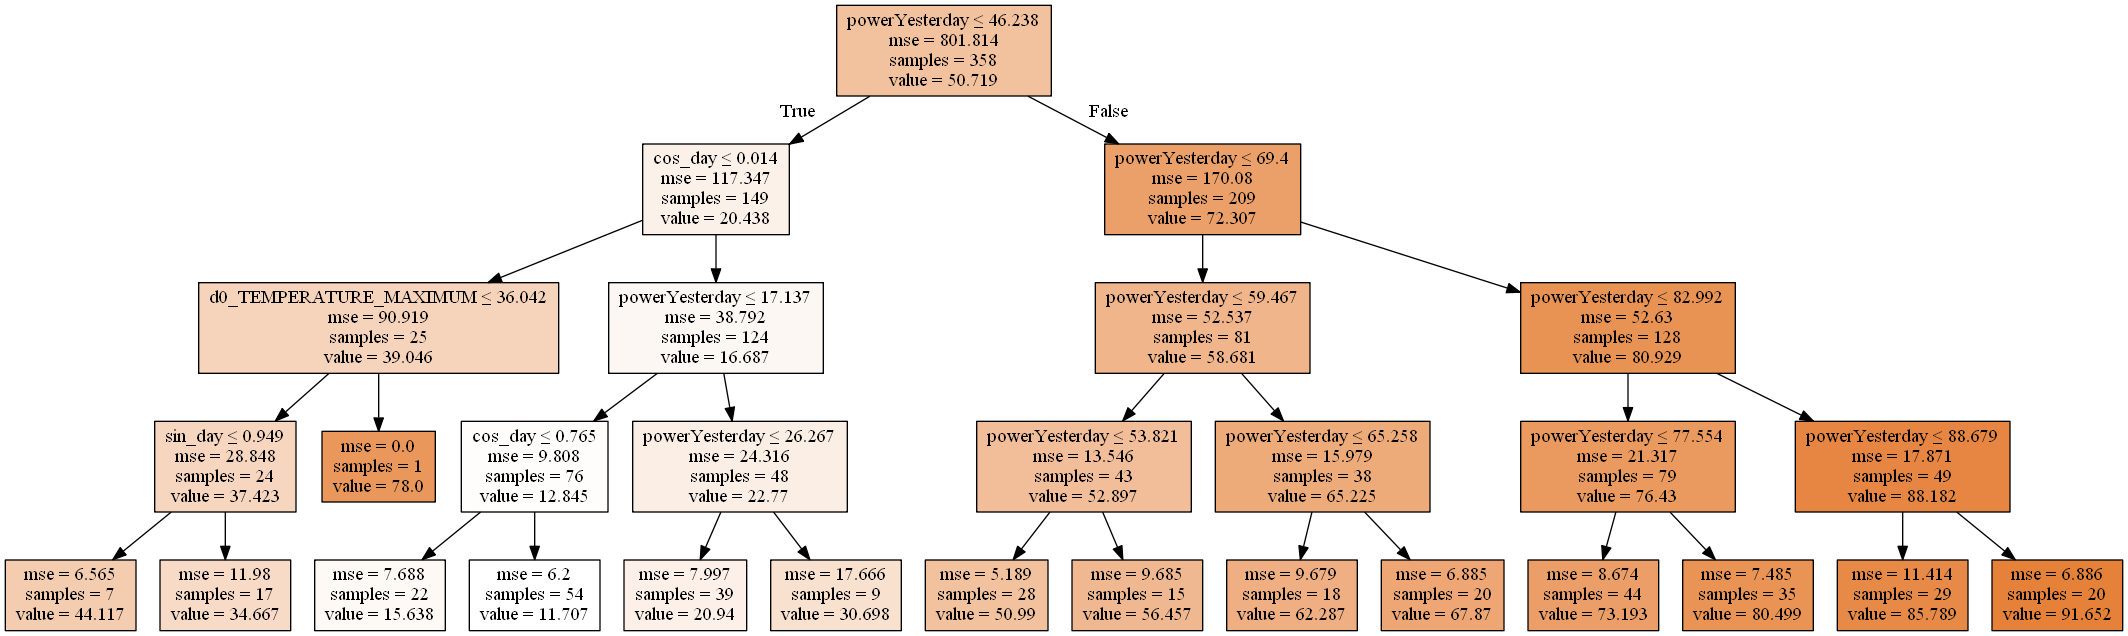 powerYesterday ≤ 46.238
mse = 801.814
samples = 358
value = 50.719
True
False
cos_day ≤ 0.014
mse = 117.347
samples = 149
value = 20.438
powerYesterday ≤ 69.4
mse = 170.08
samples = 209
value = 72.307
d0_TEMPERATURE_MAXIMUM ≤ 36.042
mse = 90.919
samples = 25
value = 39.046
powerYesterday ≤ 17.137
mse = 38.792
samples = 124
value = 16.687
powerYesterday ≤ 59.467
mse = 52.537
samples = 81
value = 58.681
powerYesterday ≤ 82.992
mse = 52.63
samples = 128
value = 80.929
sin_day ≤ 0.949
mse = 28.848
samples = 24
value = 37.423
mse = 0.0
samples = 1
value = 78.0
cos_day ≤ 0.765
mse = 9.808
samples = 76
value = 12.845
powerYesterday ≤ 26.267
mse = 24.316
samples = 48
value = 22.77
powerYesterday ≤ 53.821
mse = 13.546
samples = 43
value = 52.897
powerYesterday ≤ 65.258
mse = 15.979
samples = 38
value = 65.225
powerYesterday ≤ 77.554
mse = 21.317
samples = 79
value = 76.43
powerYesterday ≤ 88.679
mse = 17.871
samples = 49
value = 88.182
mse = 6.565
samples = 7
value = 44.117
mse = 11.98
samples = 17
value = 34.667
mse = 7.688
samples = 22
value = 15.638
mse = 6.2
samples = 54
value = 11.707
mse = 7.997
samples = 39
value = 20.94
mse = 17.666
samples = 9
value = 30.698
mse = 5.189
samples = 28
value = 50.99
mse = 9.685
samples = 15
value = 56.457
mse = 9.679
samples = 18
value = 62.287
mse = 6.885
samples = 20
value = 67.87
mse = 8.674
samples = 44
value = 73.193
mse = 7.485
samples = 35
value = 80.499
mse = 11.414
samples = 29
value = 85.789
mse = 6.886
samples = 20
value = 91.652